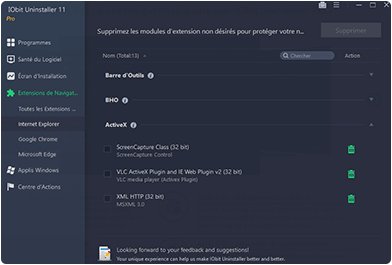 IObit Uninstaller 11
Pro
Supprimez les modules d'extension non désirés pour protéger votre n...
Supprimer
Programmes
Santé du Logiciel
Écran d'Installation
Extensions de Navigat...
Toutes les Extensions ...
Internet Explorer
Google Chrome
Microsoft Edge
Applis Windows
Centre d'Actions
Nom (Total:13)
Chercher
Action
Barre d'Outils
BHO
ActiveX
ScreenCapture Class (32 bit)
ScreenCapture Control
VLC ActiveX Plugin and IE Web Plugin v2 (32 bit)
VLC media player (Activex Plugin)
XML HTTP (32 bit)
MSXML 3.0
Looking forward to your feedback and suggestions!
Your unique experience can help us make IObit Uninstaller better and better.